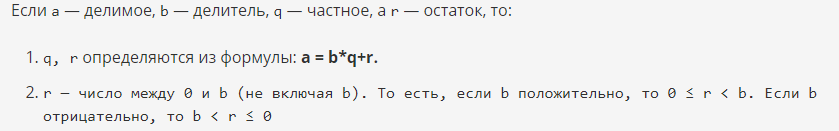 Если a — делимое, b — делитель, q — частное, а r — остаток, то:
1. q, r определяются из формулы: a = b*q+r.
2. r — число между 0 и b (не включая b). То есть, если b положительно, то 0 ≤ r < b. Если b
отрицательно, то b < r ≤ 0